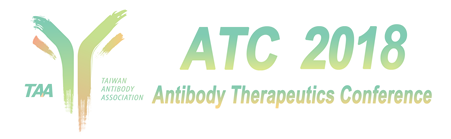 TAA
TAIWAN
ANTIBODY
ASSOCIATION
ATC 2018
Antibody Therapeutics Conference